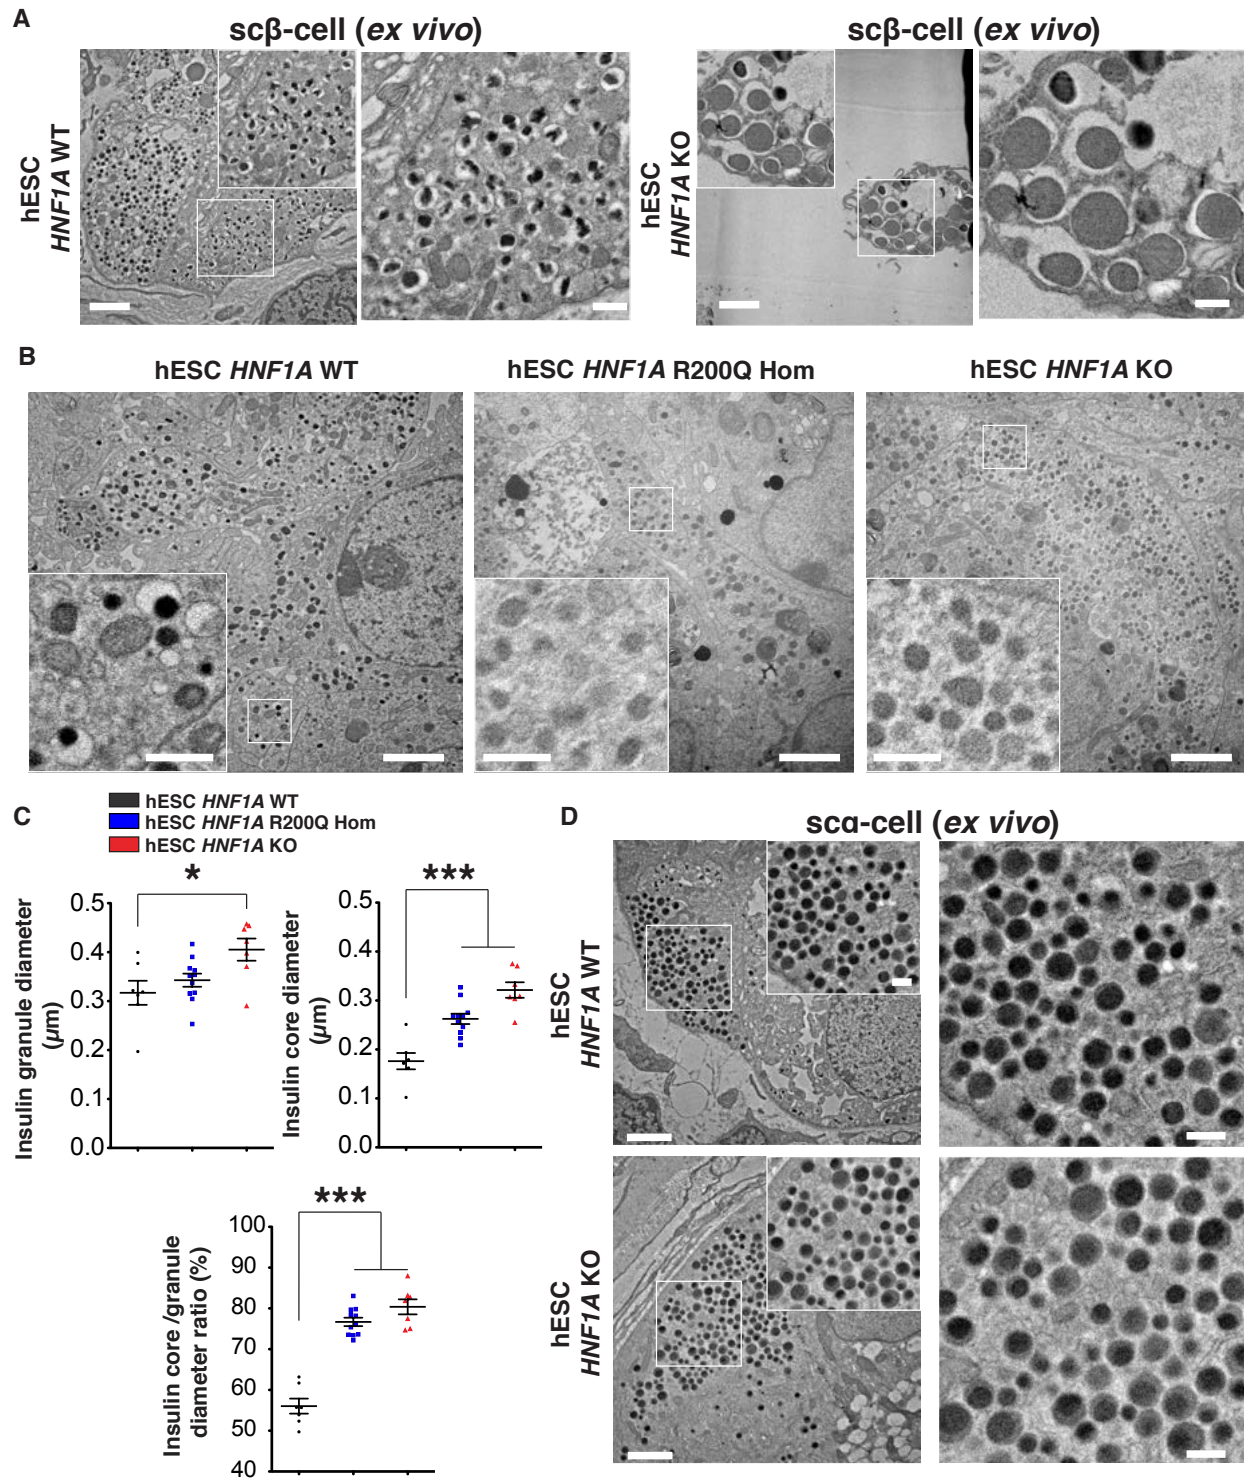 A
scβ-cell (ex vivo)
scβ-cell (ex vivo)
hESC
HNF1A WT
hESC
HNF1A KO
B
hESC HNF1A WT
hESC HNF1A R200Q Hom
hESC HNF1A KO
C
hESC HNF1A WT
hESC HNF1A R200Q Hom
hESC HNF1A KO
Insulin granule diameter
(μm)
0.5
0.4
0.3
0.2
0.1
0.0
*
Insulin core diameter
(μm)
0.5
0.4
0.3
0.2
0.1
0.0
***
Insulin core /granule
diameter ratio (%)
100
90
80
70
60
50
40
***
D
scα-cell (ex vivo)
hESC
HNF1A WT
hESC
HNF1A KO